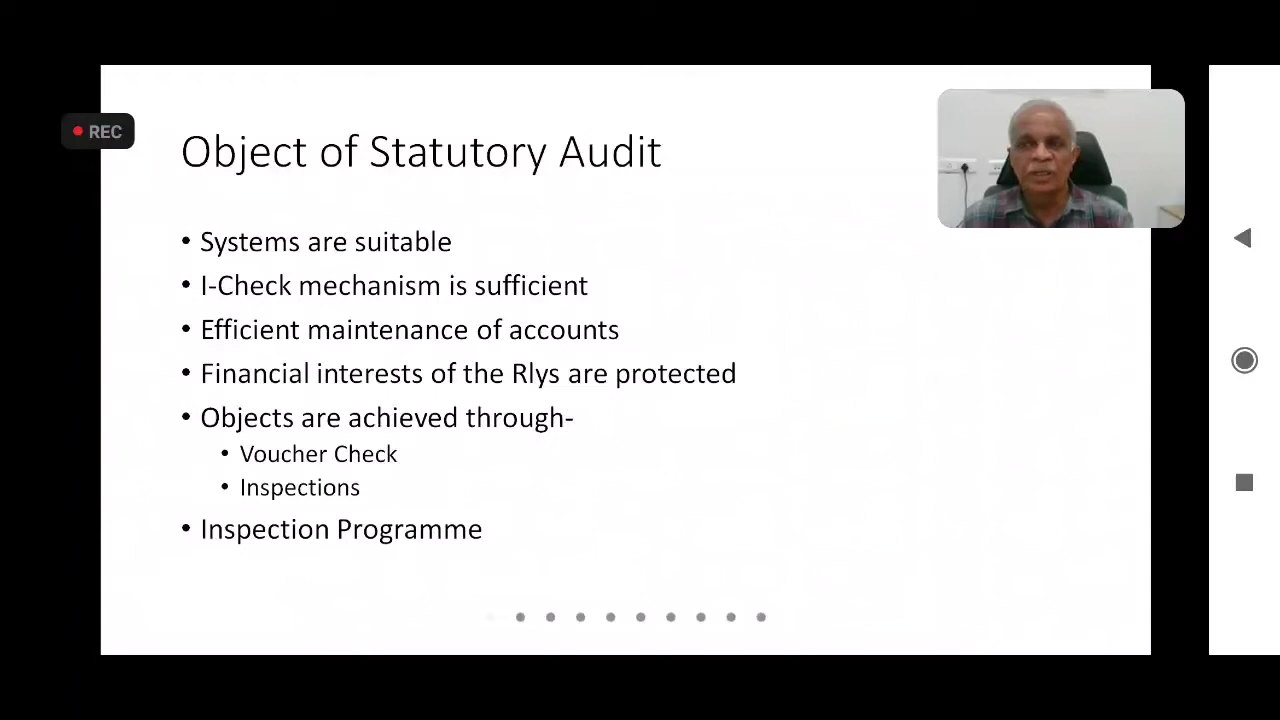 REC
Object of Statutory Audit
• Systems are suitable
• I-Check mechanism is sufficient
• Efficient maintenance of accounts
• Financial interests of the Rlys are protected
• Objects are achieved through-
• Voucher Check
• Inspections
• Inspection Programme